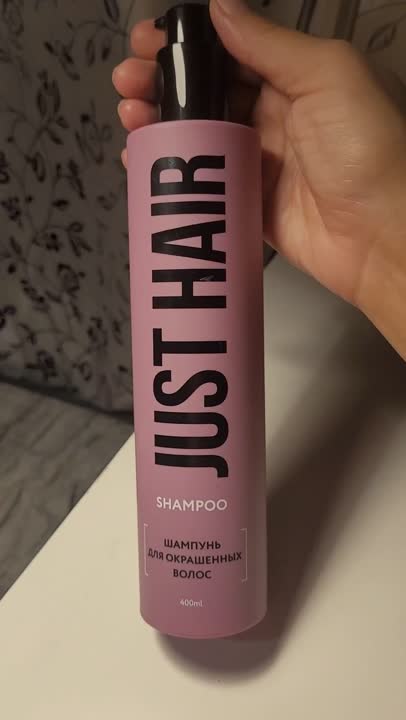 JUST HAIR
SHAMPOO
ШАМПУНЬ
ДЛЯ ОКРАШЕННЫХ
ВОЛОС
400ml